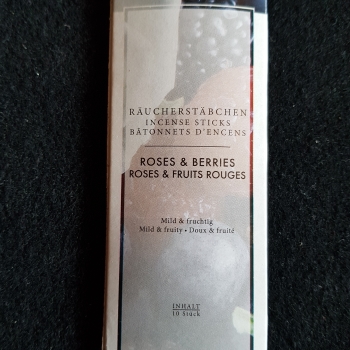 RÄUCHERSTÄBCHEN
INCENSE STICKS
BÂTONNETS D'ENCENS
ROSES & BERRIES
ROSES & FRUITS ROUGES
Mild & fruchtig
Mild & fruity • Doux & fruité
INHALT
10 Stück